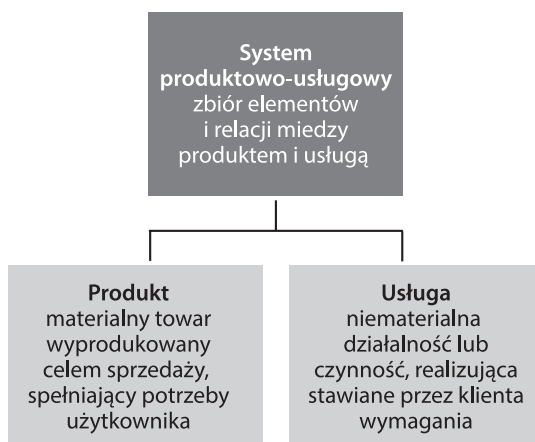 System
produktowo-usługowy
zbiór elementów
i relacji miedzy
produktem i usługą
Produkt
materialny towar
wyprodukowany
celem sprzedaży,
spełniający potrzeby
użytkownika
Usługa
niematerialna
działalność lub
czynność, realizująca
stawiane przez klienta
wymagania